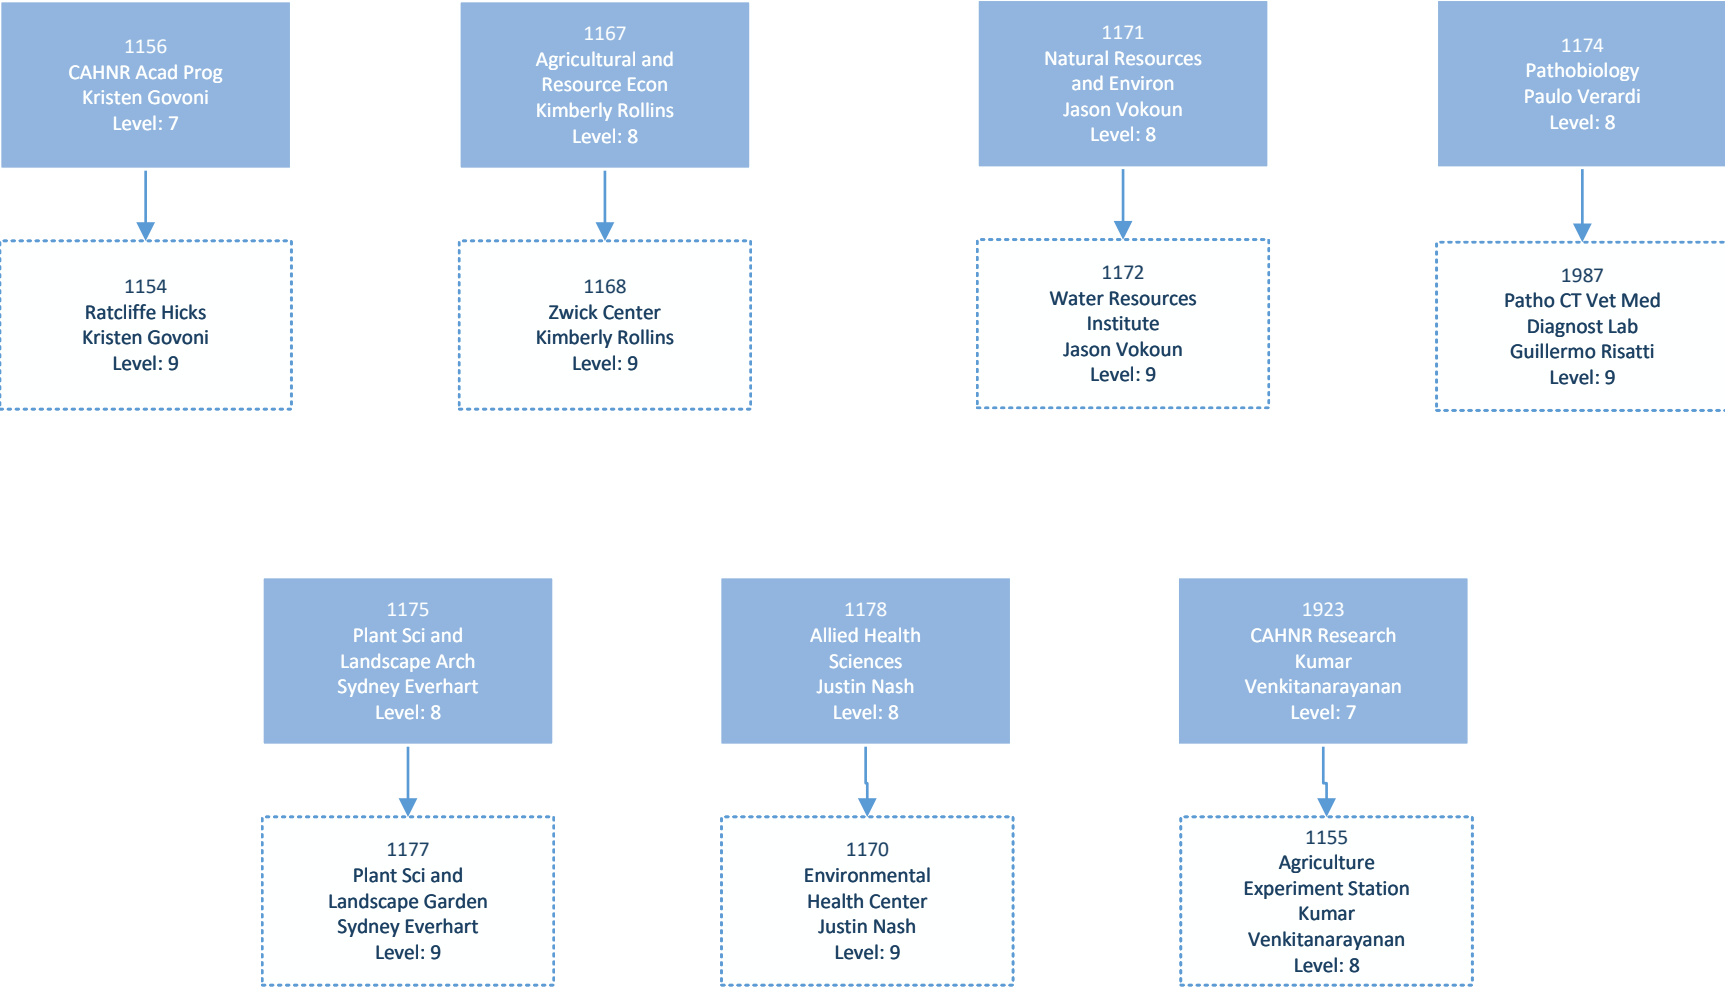 1156
CAHNR Acad Prog
Kristen Govoni
Level: 7
1167
Agricultural and
Resource Econ
Kimberly Rollins
Level: 8
1171
Natural Resources
and Environ
Jason Vokoun
Level: 8
1174
Pathobiology
Paulo Verardi
Level: 8
1154
Ratcliffe Hicks
Kristen Govoni
Level: 9
1168
Zwick Center
Kimberly Rollins
Level: 9
1172
Water Resources
Institute
Jason Vokoun
Level: 9
1987
Patho CT Vet Med
Diagnost Lab
Guillermo Risatti
Level: 9
1175
Plant Sci and
Landscape Arch
Sydney Everhart
Level: 8
1178
Allied Health
Sciences
Justin Nash
Level: 8
1923
CAHNR Research
Kumar
Venkitanarayanan
Level: 7
1177
Plant Sci and
Landscape Garden
Sydney Everhart
Level: 9
1170
Environmental
Health Center
Justin Nash
Level: 9
1155
Agriculture
Experiment Station
Kumar
Venkitanarayanan
Level: 8